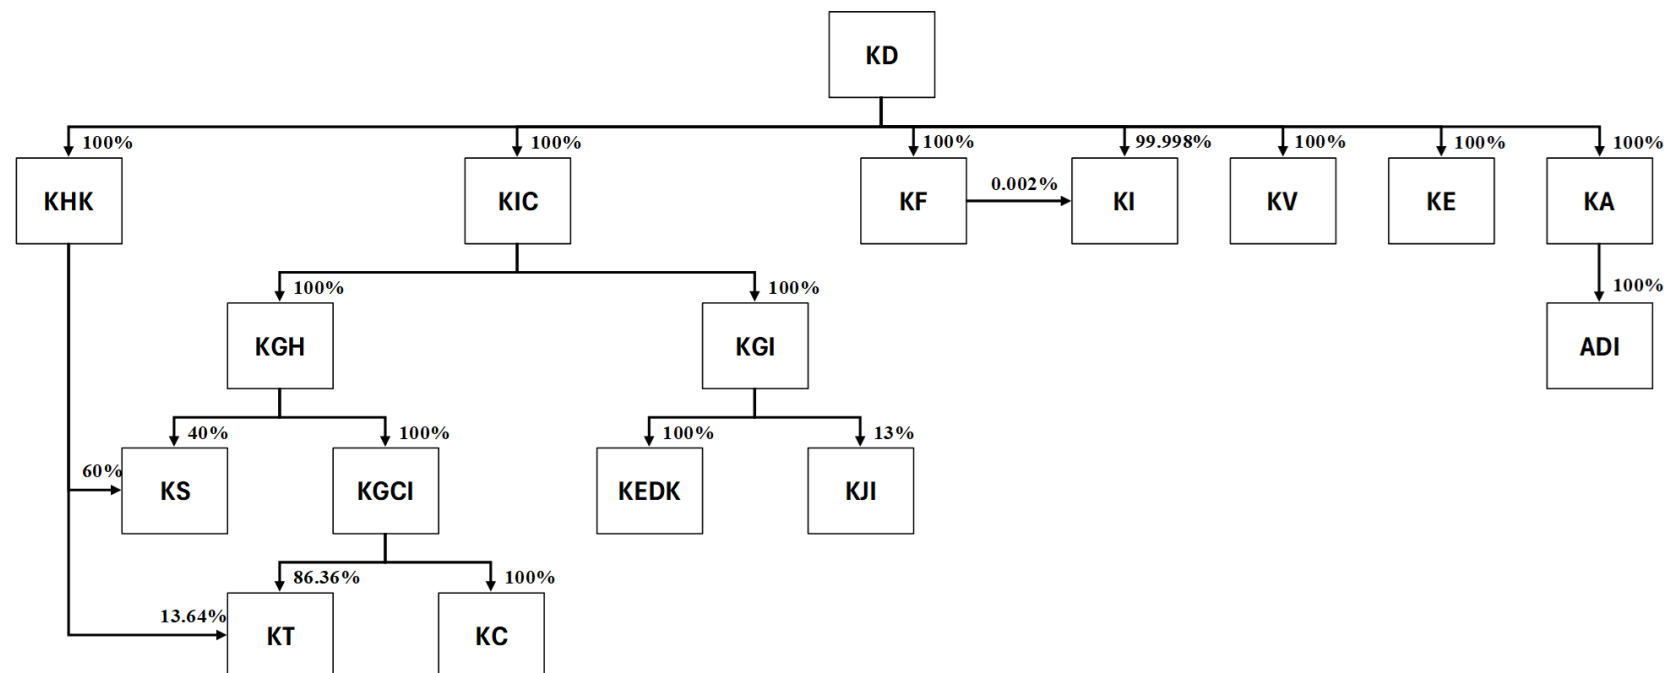 KD
100%
100%
100%
99.998%
100%
100%
100%
KHK
KIC
KF
0.002%
KI
KV
KE
KA
100%
100%
100%
KGH
KGI
ADI
40%
100%
100%
13%
60%
KS
KGCI
KEDK
KJI
86.36%
100%
13.64%
KT
KC